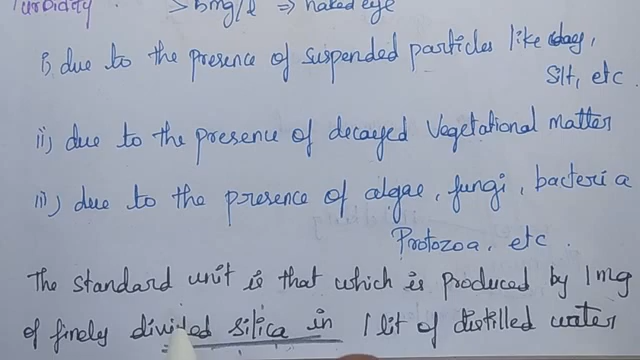 Turbidity >5mg/l => naked eye
i, due to the presence of suspended particles like clay,
silt, etc
ii, due to the presence of decayed Vegetational matter
iii, due to the presence of algae, fungi, bacteria
Protozoa, etc.
The standard unit is that which is produced by 1mg
of finely divided silica in 1 lit of distilled water